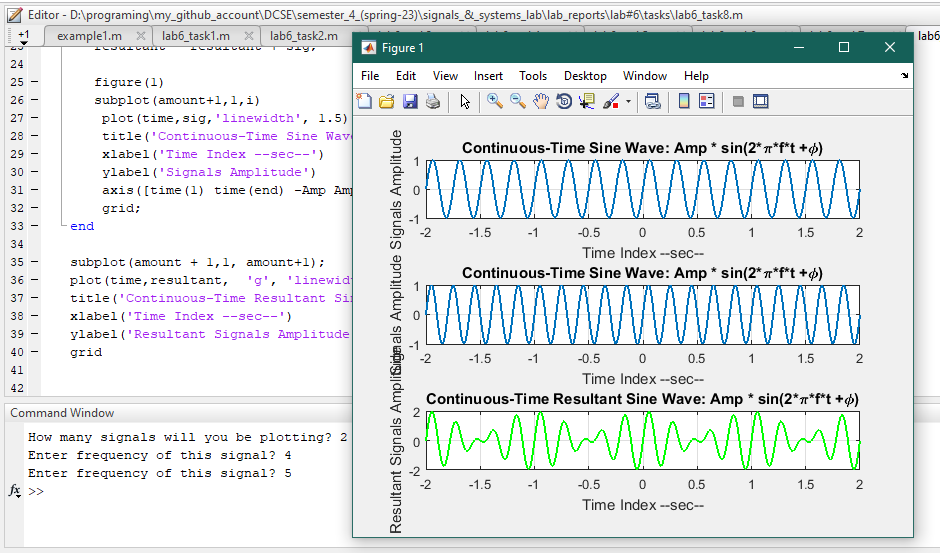 Editor - D:\programing\my_github_account\DCSE\semester_4_(spring-23)\signals_&_systems_lab\lab_reports\lab#6\tasks\lab6_task8.m
+1 example1.m lab6_task1.m lab6_task2.m lab6
23 resultant = resultant + sig;
24
25 figure(1)
26 subplot(amount+1,1,i)
27 plot(time,sig,'linewidth', 1.5)
28 title('Continuous-Time Sine Wav
29 xlabel('Time Index --sec--')
30 ylabel('Signals Amplitude')
31 axis([time(1) time(end) -Amp Amp
32 grid;
33 end
34
35 subplot(amount + 1,1, amount+1);
36 plot(time,resultant, 'g', 'linewidt
37 title('Continuous-Time Resultant Si
38 xlabel('Time Index --sec--')
39 ylabel('Resultant Signals Amplitude
40 grid
41
42
Command Window
How many signals will you be plotting? 2
Enter frequency of this signal? 4
Enter frequency of this signal? 5
fx >>
Figure 1
File Edit View Insert Tools Desktop Window Help
Continuous-Time Sine Wave: Amp * sin(2*π*f*t +ϕ)
Signals Amplitude
1
0
-1
-2 -1.5 -1 -0.5 0 0.5 1 1.5 2
Time Index --sec--
Continuous-Time Sine Wave: Amp * sin(2*π*f*t +ϕ)
Signals Amplitude
1
0
-1
-2 -1.5 -1 -0.5 0 0.5 1 1.5 2
Time Index --sec--
Continuous-Time Resultant Sine Wave: Amp * sin(2*π*f*t +ϕ)
Resultant Signals Amplitude
2
0
-2
-2 -1.5 -1 -0.5 0 0.5 1 1.5 2
Time Index --sec--